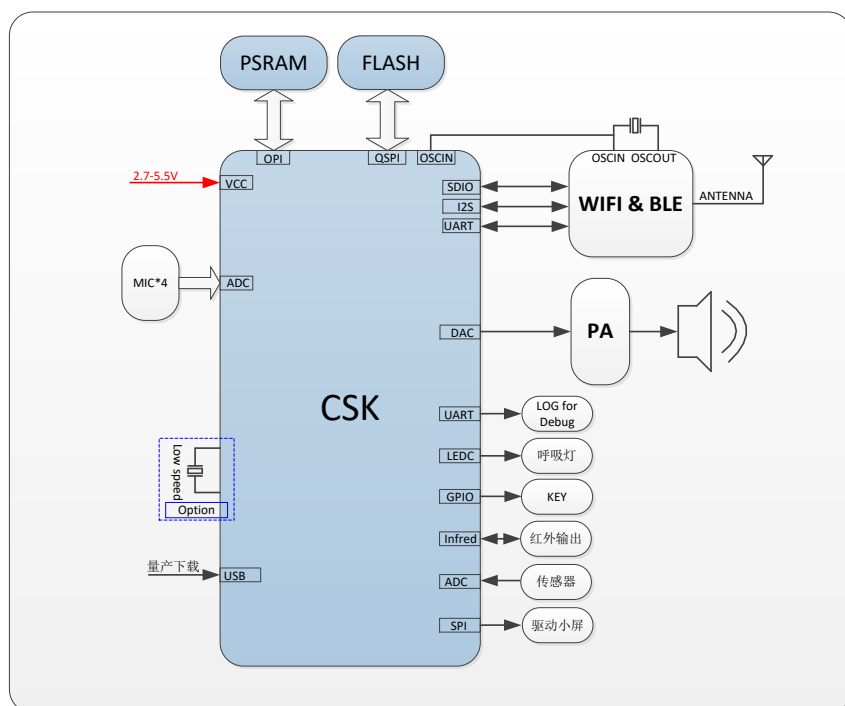 PSRAM
FLASH
OPI
QSPI
OSCIN
OSCIN
OSCOUT
2.7-5.5V
VCC
SDIO
I2S
UART
WIFI & BLE
ANTENNA
MIC*4
ADC
DAC
PA
CSK
UART
LOG for
Debug
LEDC
呼吸灯
Low speed
Option
GPIO
KEY
Infred
红外输出
量产下载
USB
ADC
传感器
SPI
驱动小屏